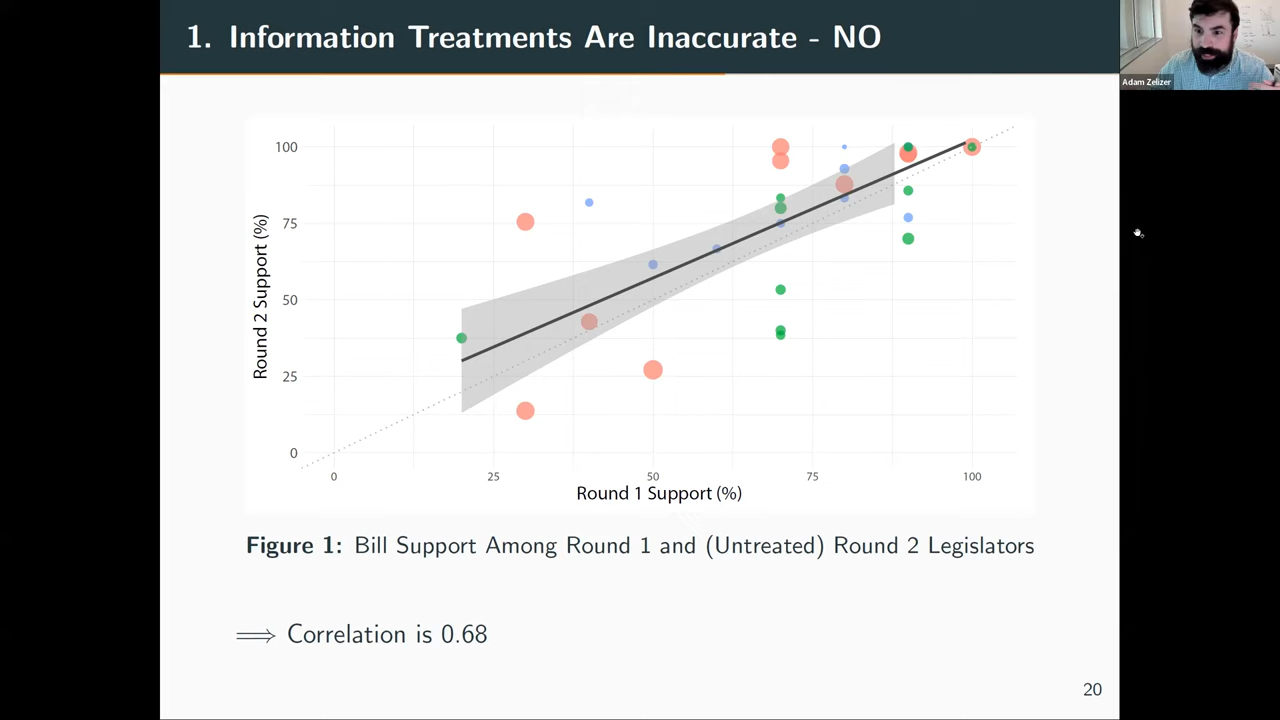 1. Information Treatments Are Inaccurate - NO
Adam Zelizer
100
75
50
25
0
Round 2 Support (%)
0 25 50 75 100
Round 1 Support (%)
Figure 1: Bill Support Among Round 1 and (Untreated) Round 2 Legislators
⟹ Correlation is 0.68
20